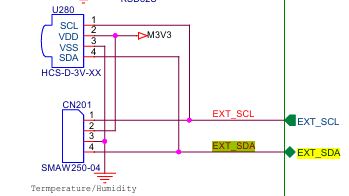 U280
SCL 1
VDD 2
VSS 3
SDA 4
M3V3
HCS-D-3V-XX
CN201
1
2
3
4
SMAW250-04
EXT_SCL
EXT_SCL
EXT_SDA
EXT_SDA
Termperature/Humidity